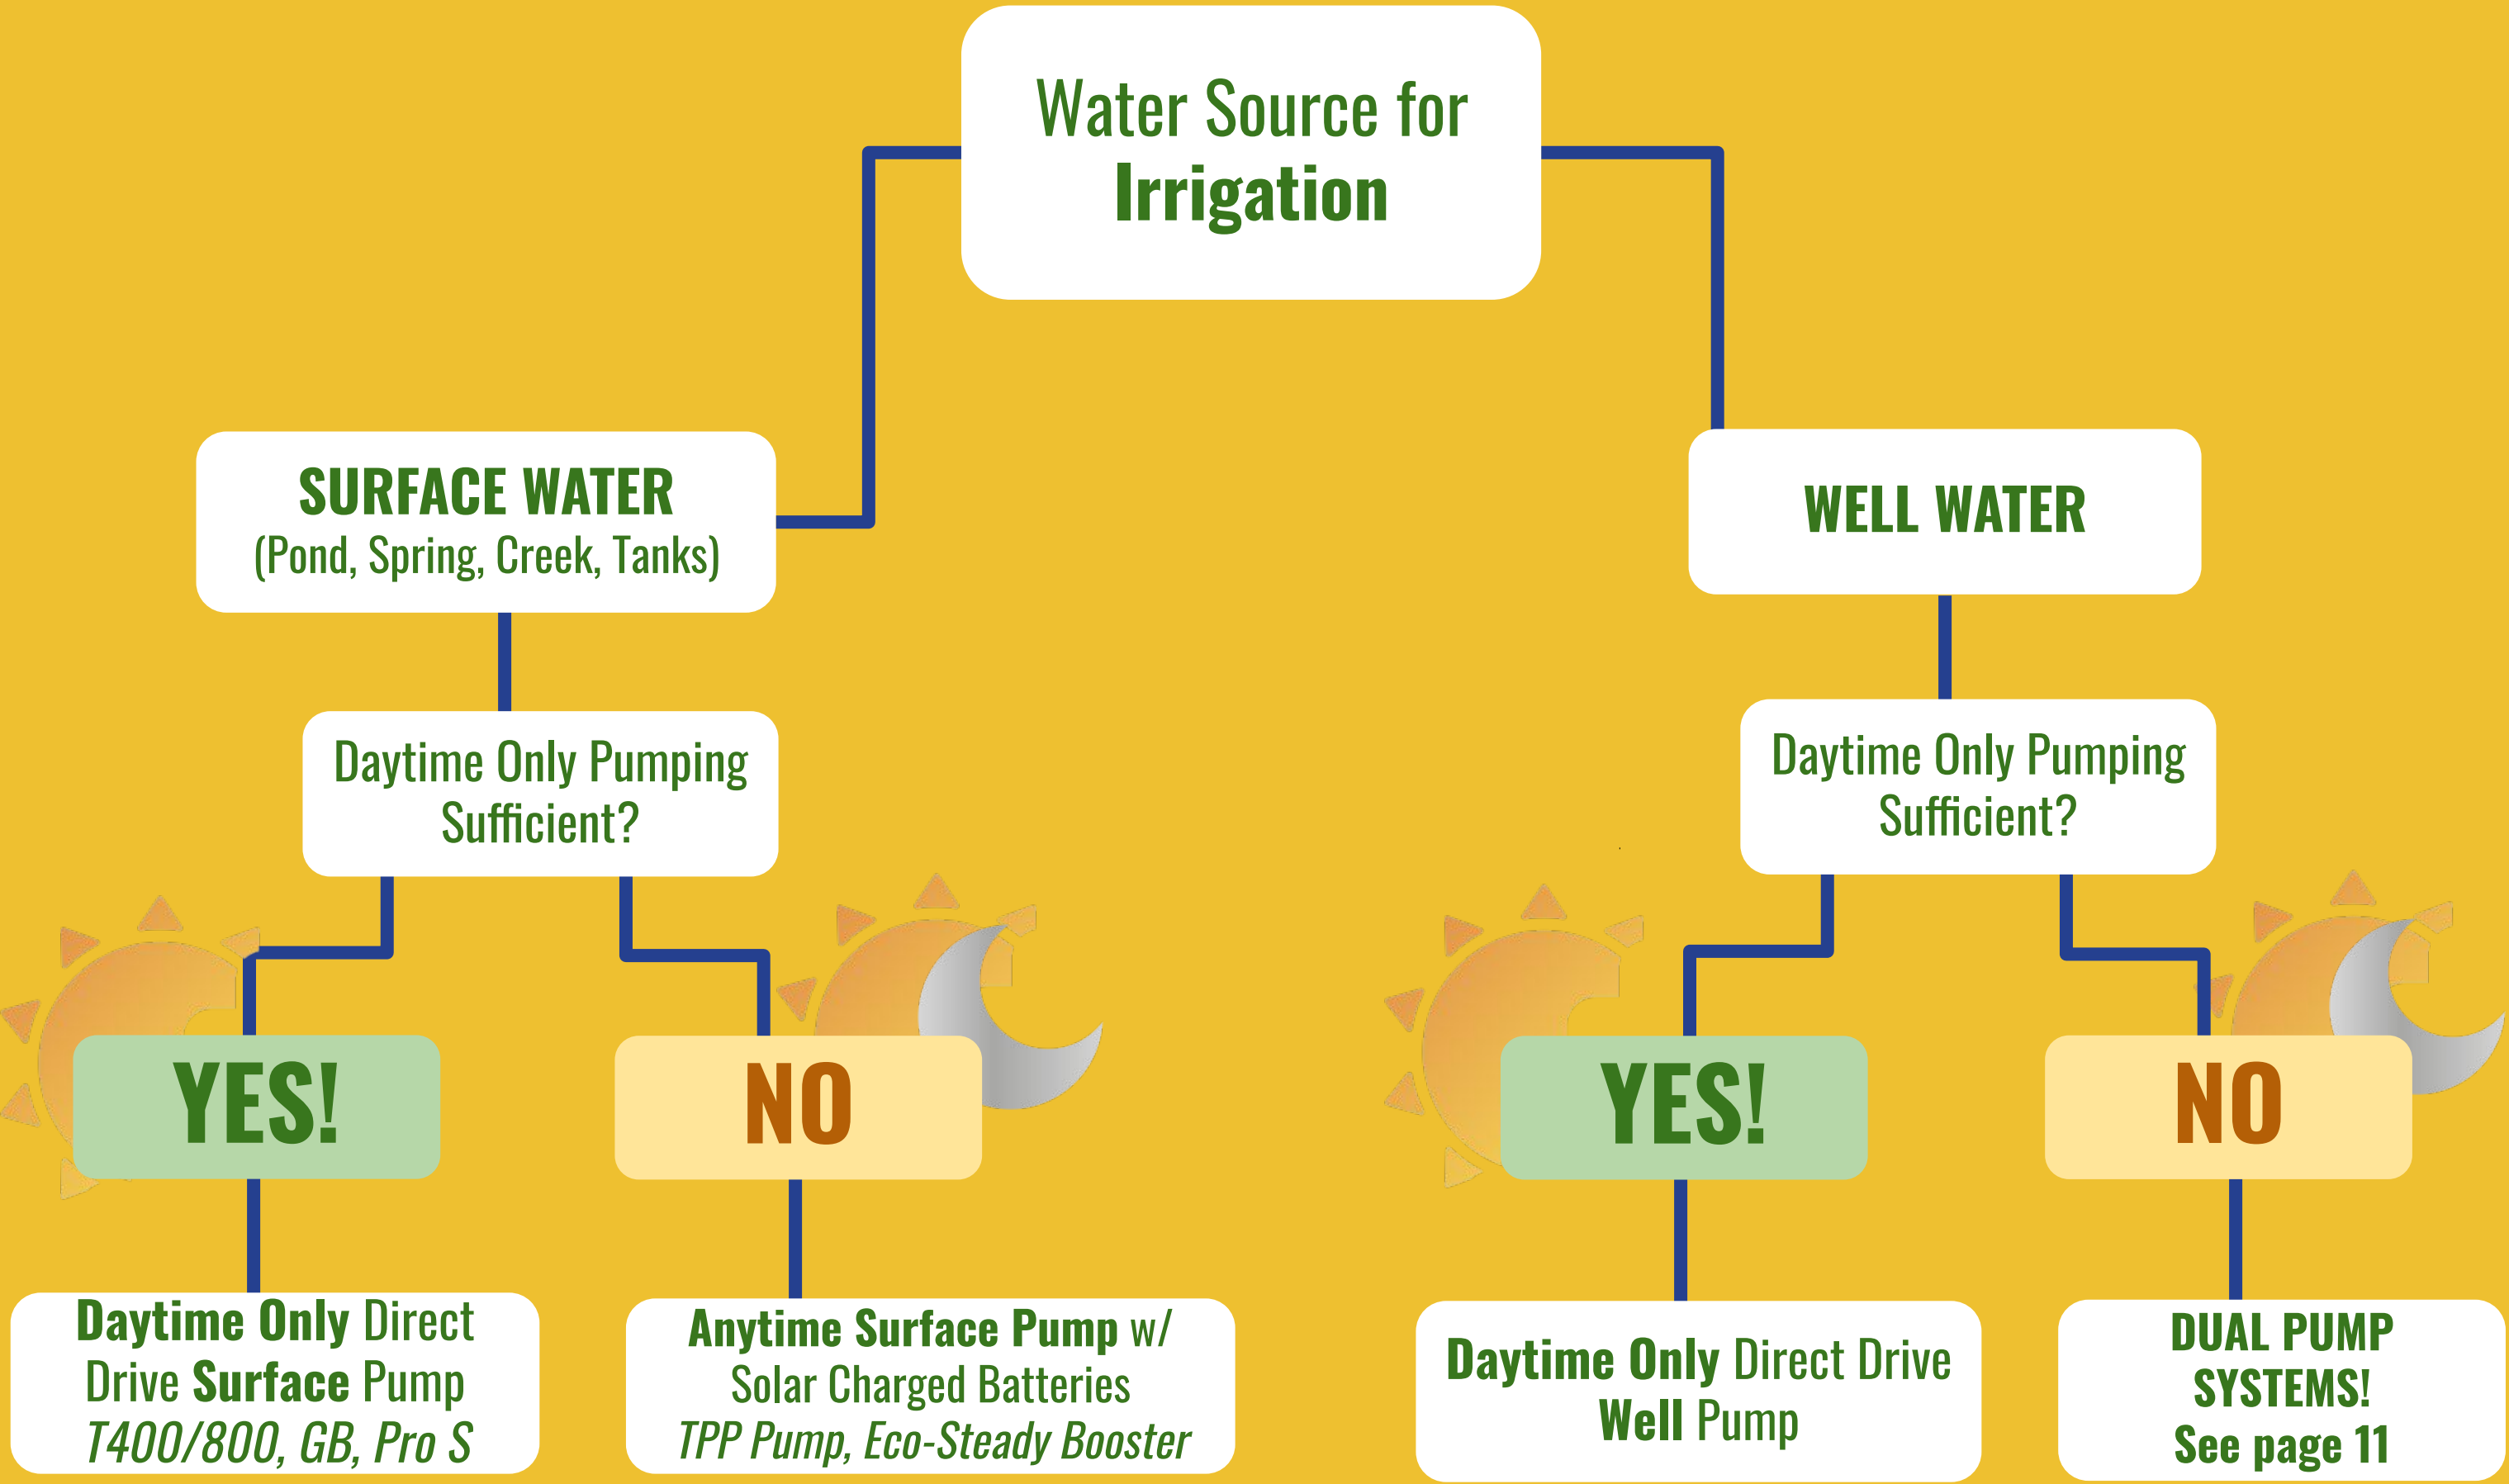 Water Source for
Irrigation
SURFACE WATER
(Pond, Spring, Creek, Tanks)
WELL WATER
Daytime Only Pumping
Sufficient?
Daytime Only Pumping
Sufficient?
YES!
NO
YES!
NO
Daytime Only Direct
Drive Surface Pump
T400/800, GB, Pro S
Anytime Surface Pump w/
Solar Charged Batteries
TPP Pump, Eco-Steady Booster
Daytime Only Direct Drive
Well Pump
DUAL PUMP
SYSTEMS!
See page 11